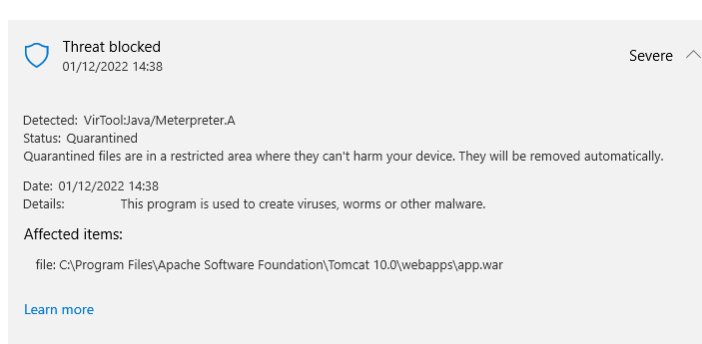 Threat blocked
01/12/2022 14:38
Severe
Detected: VirTool:Java/Meterpreter.A
Status: Quarantined
Quarantined files are in a restricted area where they can't harm your device. They will be removed automatically.
Date: 01/12/2022 14:38
Details: This program is used to create viruses, worms or other malware.
Affected items:
file: C:\Program Files\Apache Software Foundation\Tomcat 10.0\webapps\app.war
Learn more